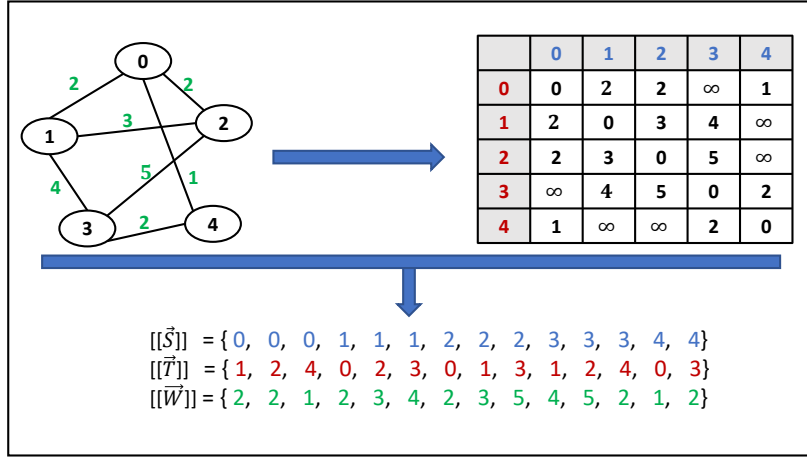 0
2
2
3
1
2
5
1
4
3
2
4
0 1 2 3 4
0 0 2 2 ∞ 1
1 2 0 3 4 ∞
2 2 3 0 5 ∞
3 ∞ 4 5 0 2
4 1 ∞ ∞ 2 0
[[S⃗]] = { 0, 0, 0, 1, 1, 1, 2, 2, 2, 3, 3, 3, 4, 4}
[[T⃗]] = { 1, 2, 4, 0, 2, 3, 0, 1, 3, 1, 2, 4, 0, 3}
[[W⃗]] = { 2, 2, 1, 2, 3, 4, 2, 3, 5, 4, 5, 2, 1, 2}